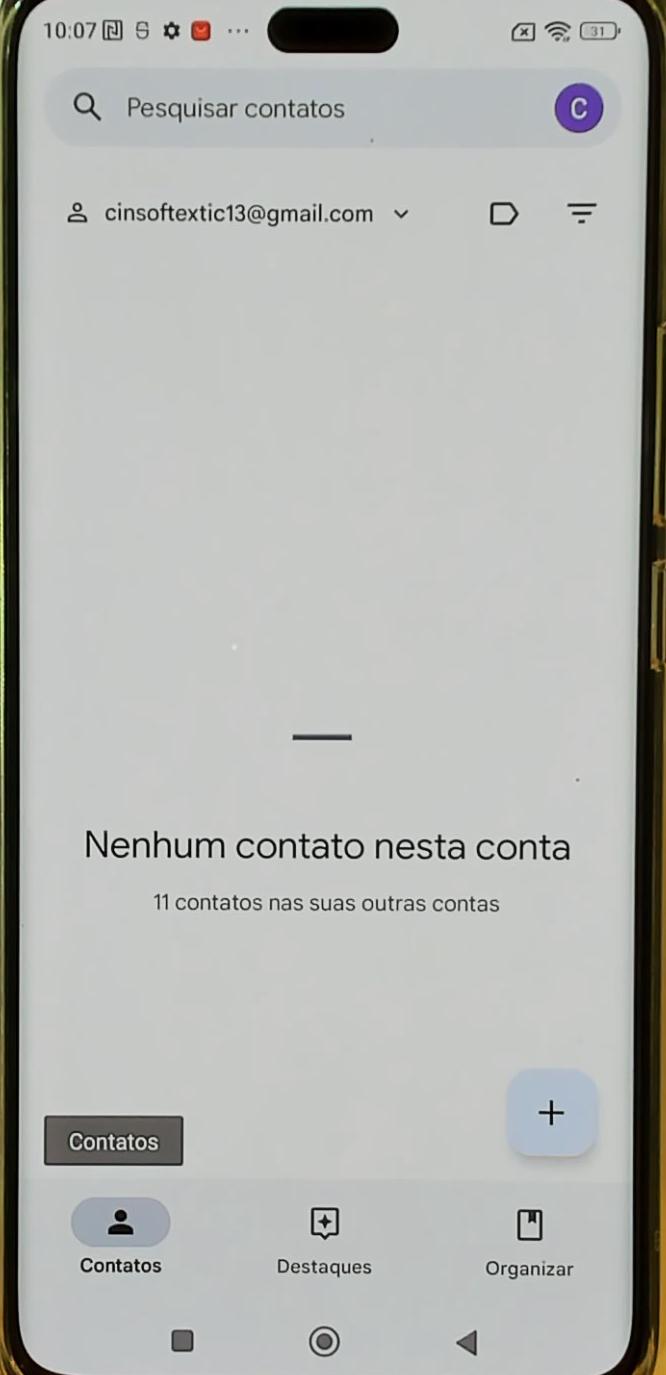 10:07
31
Pesquisar contatos
C
cinsoftextic13@gmail.com
Nenhum contato nesta conta
11 contatos nas suas outras contas
+
Contatos
Contatos
Destaques
Organizar